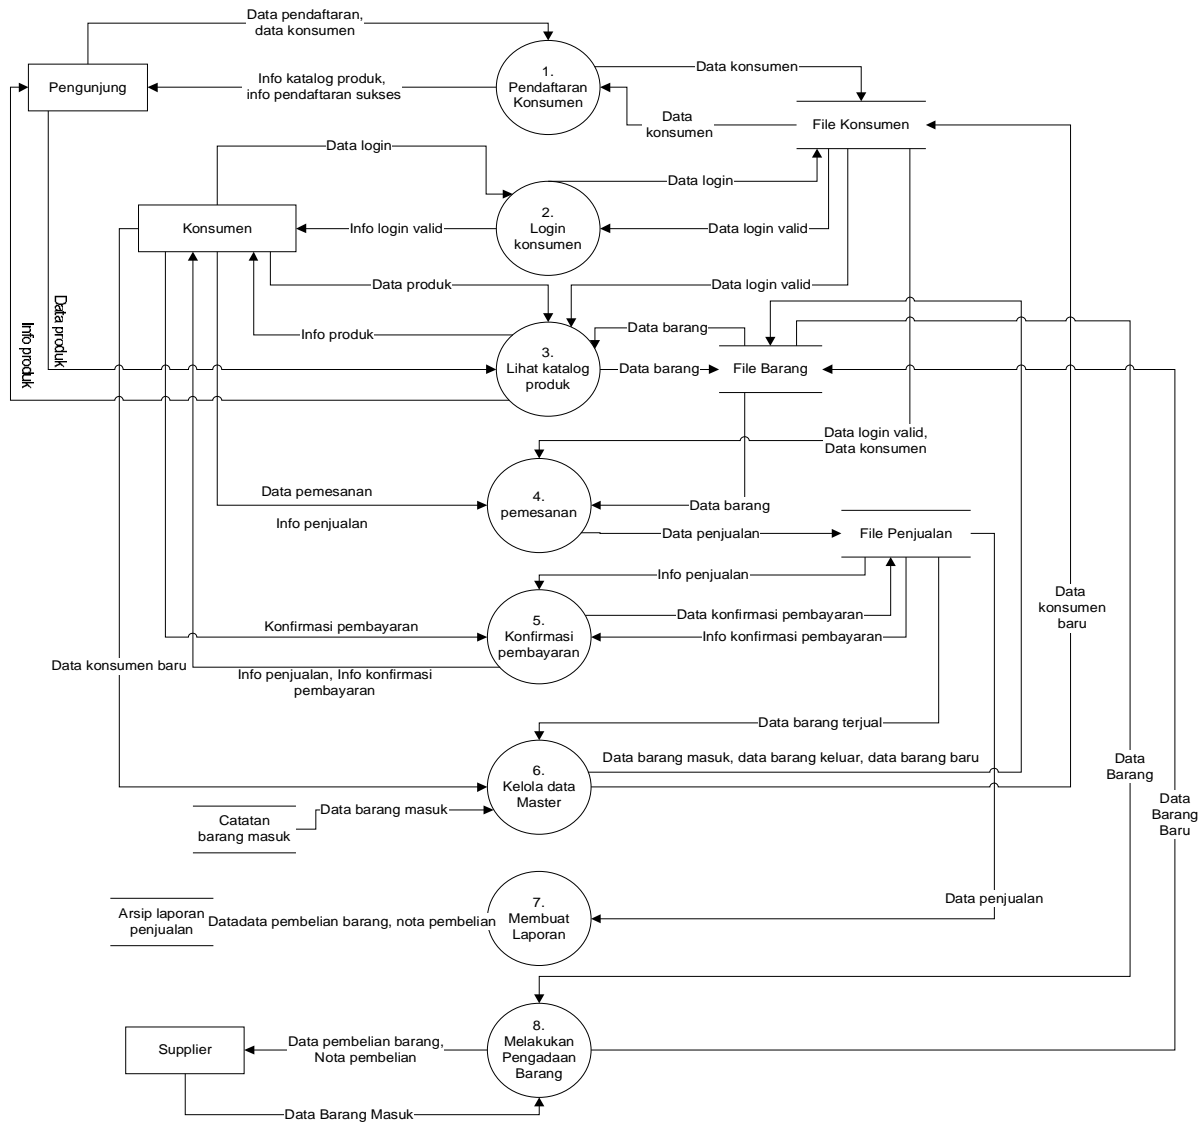 Data pendaftaran,
data konsumen
Pengunjung
Info katalog produk,
info pendaftaran sukses
1.
Pendaftaran
Konsumen
Data konsumen
Data
konsumen
File Konsumen
Data login
Data login
Konsumen
Info login valid
2.
Login
konsumen
Data login valid
Data produk
Data login valid
Info produk
Data produk
Info produk
3.
Lihat katalog
produk
Data barang
Data barang
File Barang
Data login valid,
Data konsumen
Data pemesanan
Info penjualan
4.
pemesanan
Data barang
Data penjualan
File Penjualan
Info penjualan
Konfirmasi pembayaran
5.
Konfirmasi
pembayaran
Data konfirmasi pembayaran
Info konfirmasi pembayaran
Data
konsumen
baru
Data konsumen baru
Info penjualan, Info konfirmasi
pembayaran
Data barang terjual
6.
Kelola data
Master
Data barang masuk, data barang keluar, data barang baru
Data
Barang
Data
Barang
Baru
Catatan
barang masuk
Data barang masuk
Arsip laporan
penjualan
Datadata pembelian barang, nota pembelian
7.
Membuat
Laporan
Data penjualan
Supplier
Data pembelian barang,
Nota pembelian
8.
Melakukan
Pengadaan
Barang
Data Barang Masuk